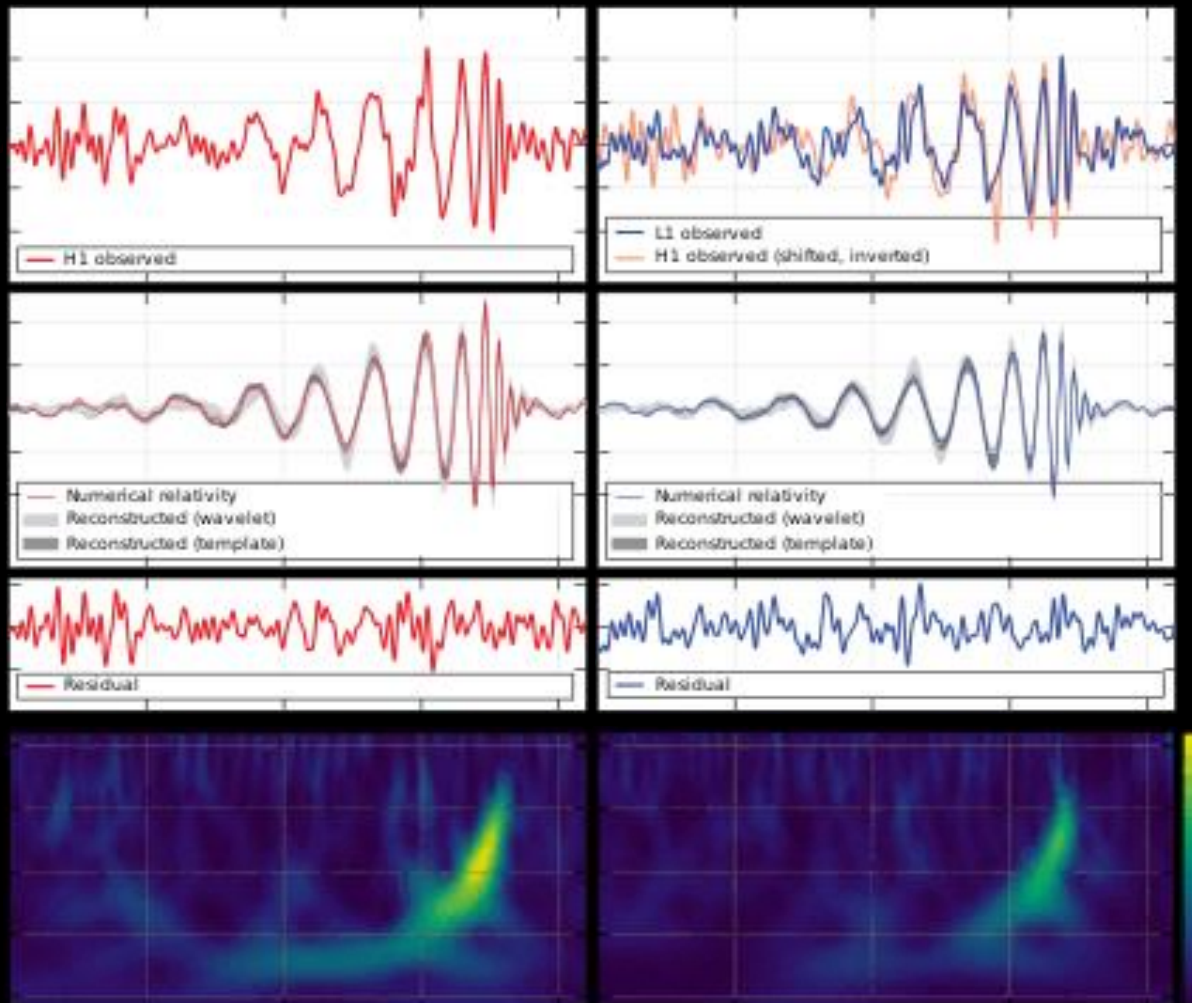 H1 observed
L1 observed
H1 observed (shifted, inverted)
Numerical relativity
Reconstructed (wavelet)
Reconstructed (template)
Numerical relativity
Reconstructed (wavelet)
Reconstructed (template)
Residual
Residual